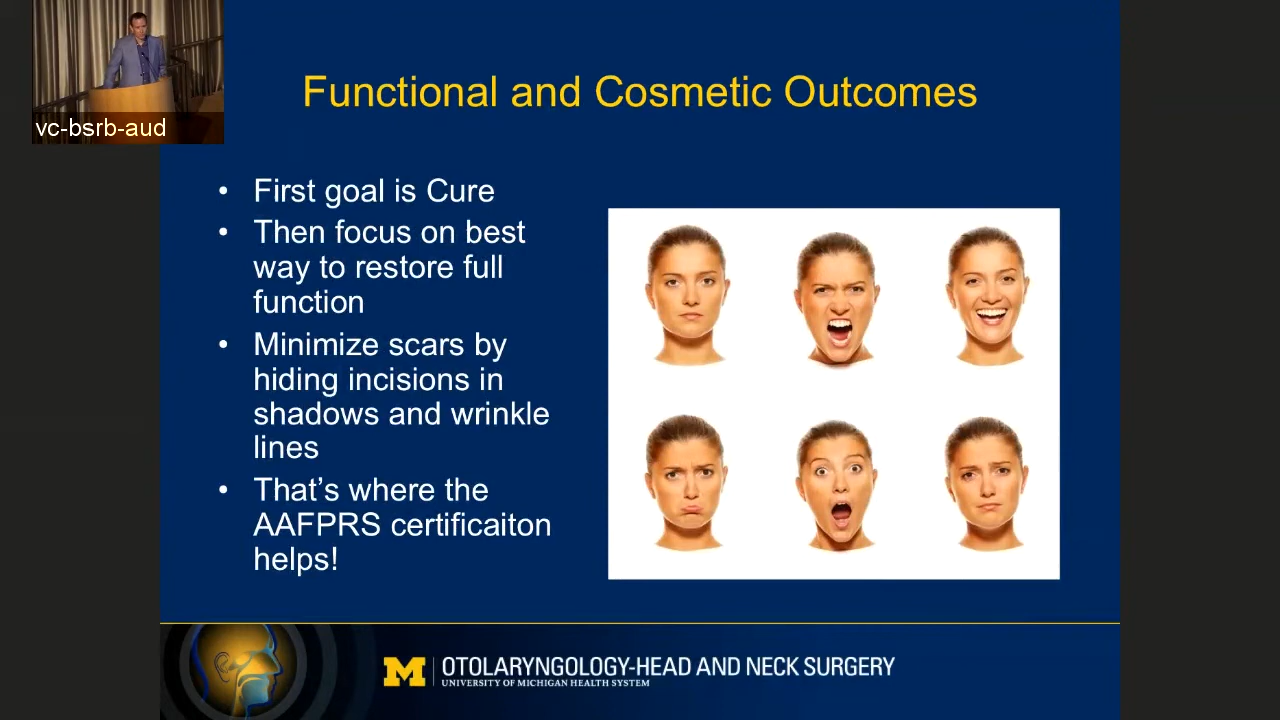 vc-bsrb-aud
Functional and Cosmetic Outcomes
• First goal is Cure
• Then focus on best
way to restore full
function
• Minimize scars by
hiding incisions in
shadows and wrinkle
lines
• That's where the
AAFPRS certificaiton
helps!
M OTOLARYNGOLOGY-HEAD AND NECK SURGERY
UNIVERSITY OF MICHIGAN HEALTH SYSTEM